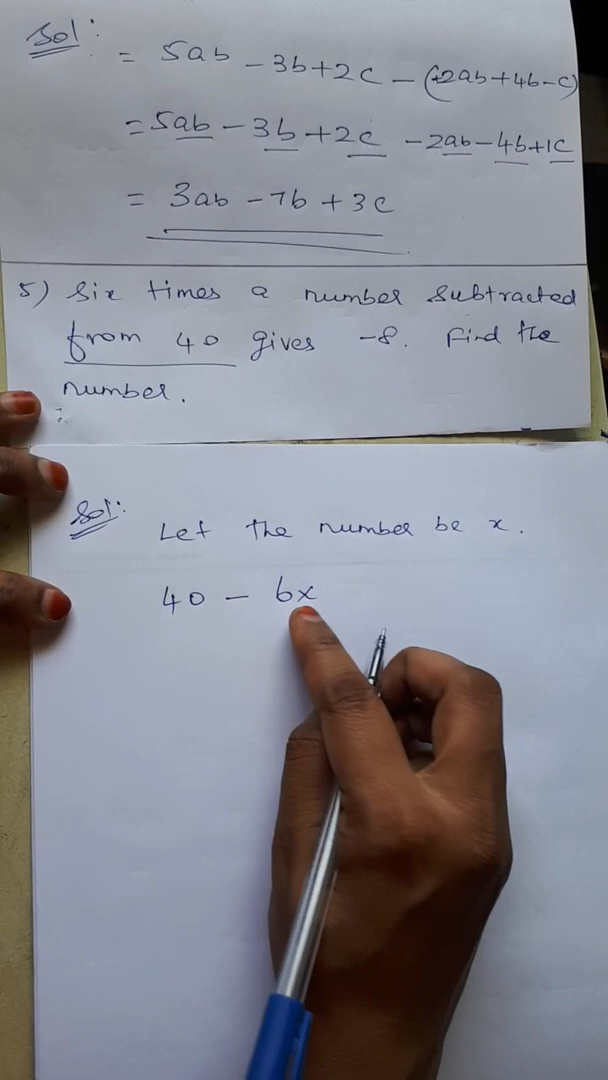 Sol:
= 5ab - 3b + 2c - (+2ab + 4b - c)
= 5ab - 3b + 2c - 2ab - 4b + 1c
= 3ab - 7b + 3c
5) Six times a number subtracted
from 40 gives -8. Find the
number.
Sol:
Let the number be x.
40 - 6x